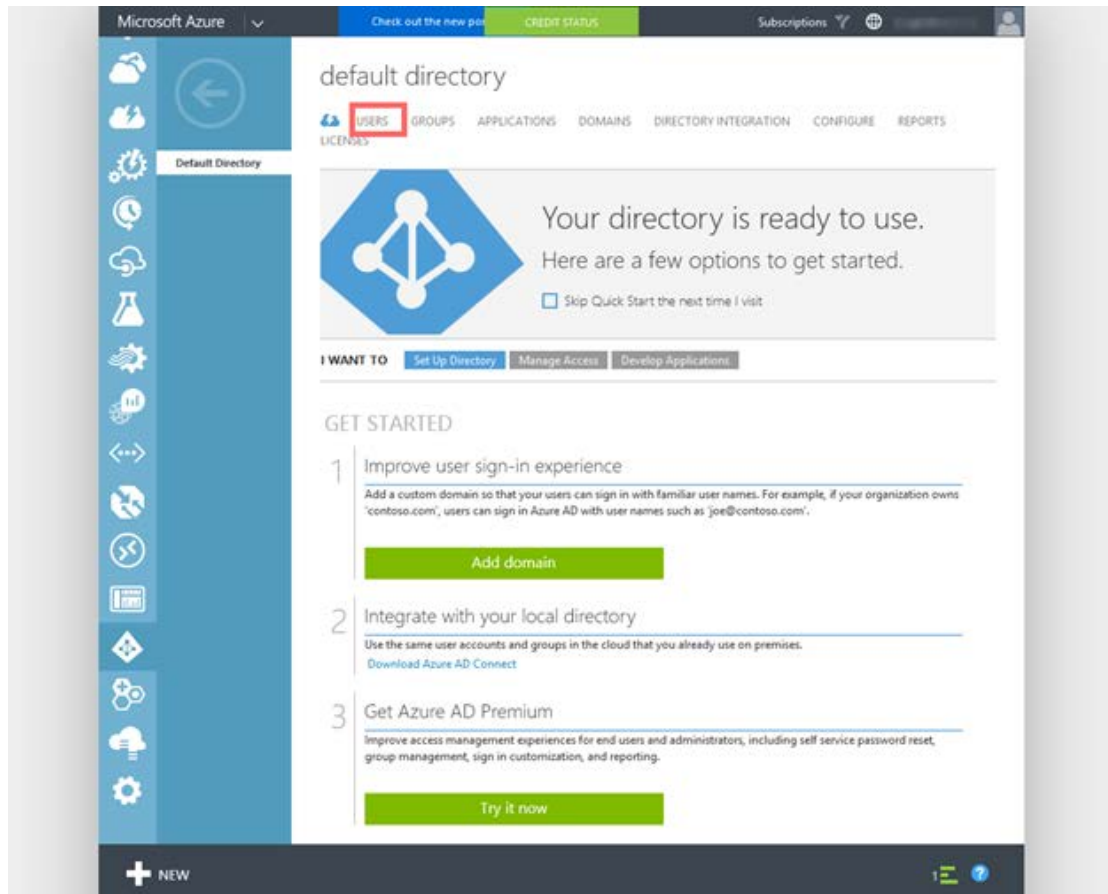 Microsoft Azure
Check out the new por
CREDIT STATUS
Subscriptions
default directory
USERS GROUPS APPLICATIONS DOMAINS DIRECTORY INTEGRATION CONFIGURE REPORTS
LICENSES
Default Directory
Your directory is ready to use.
Here are a few options to get started.
Skip Quick Start the next time I visit
I WANT TO Set Up Directory Manage Access Develop Applications
GET STARTED
1 Improve user sign-in experience
Add a custom domain so that your users can sign in with familiar user names. For example, if your organization owns
'contoso.com', users can sign in Azure AD with user names such as 'joe@contoso.com'.
Add domain
2 Integrate with your local directory
Use the same user accounts and groups in the cloud that you already use on premises.
Download Azure AD Connect
3 Get Azure AD Premium
Improve access management experiences for end users and administrators, including self service password reset,
group management, sign in customization, and reporting.
Try it now
NEW
1
?